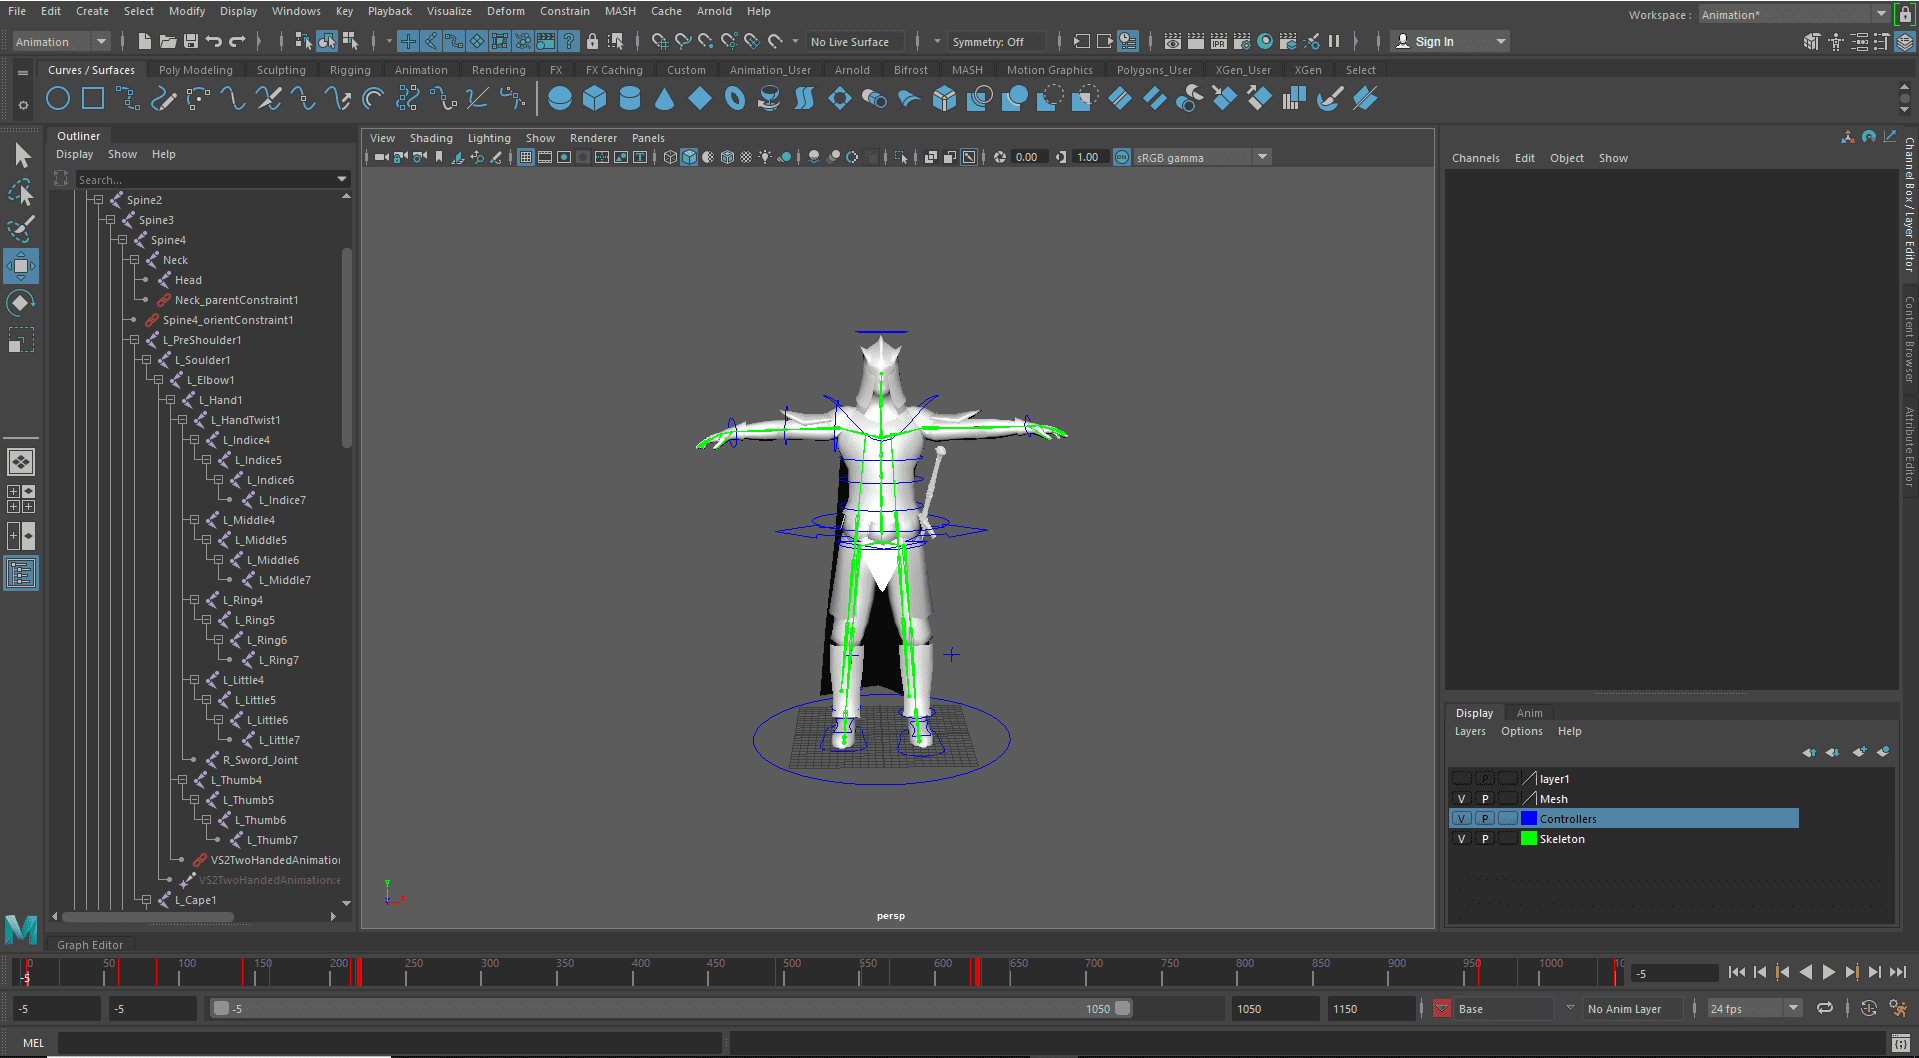 File Edit Create Select Modify Display Windows Key Playback Visualize Deform Constrain MASH Cache Arnold Help
Workspace : Animation*
Animation No Live Surface Symmetry: Off Sign In
Curves / Surfaces Poly Modeling Sculpting Rigging Animation Rendering FX FX Caching Custom Animation_User Arnold Bifrost MASH Motion Graphics Polygons_User XGen_User XGen Select
Outliner
Display Show Help
Search...
Spine2
Spine3
Spine4
Neck
Head
Neck_parentConstraint1
Spine4_orientConstraint1
L_PreShoulder1
L_Soulder1
L_Elbow1
L_Hand1
L_HandTwist1
L_Indice4
L_Indice5
L_Indice6
L_Indice7
L_Middle4
L_Middle5
L_Middle6
L_Middle7
L_Ring4
L_Ring5
L_Ring6
L_Ring7
L_Little4
L_Little5
L_Little6
L_Little7
R_Sword_Joint
L_Thumb4
L_Thumb5
L_Thumb6
L_Thumb7
VS2TwoHandedAnimation
VS2TwoHandedAnimation:e
L_Cape1
View Shading Lighting Show Renderer Panels
0.00 1.00 sRGB gamma
y
persp
Channels Edit Object Show
Channel Box / Layer Editor
Content Browser
Attribute Editor
Display Anim
Layers Options Help
P layer1
V P Mesh
V P Controllers
V P Skeleton
Graph Editor
0 50 100 150 200 250 300 350 400 450 500 550 600 650 700 750 800 850 900 950 1000 10
-5
-5
-5 -5 -5 1050 1050 1150 Base No Anim Layer 24 fps
MEL